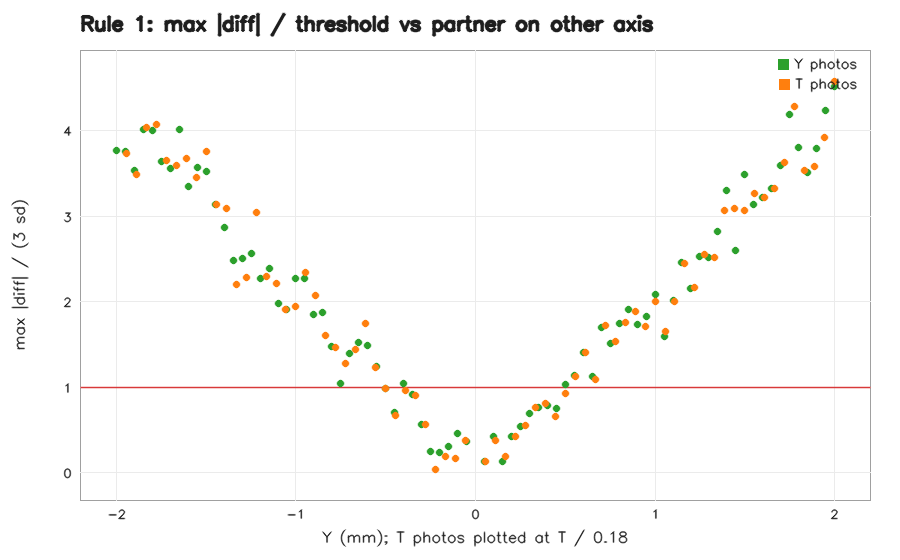 Rule 1: max |diff| / threshold vs partner on other axis
Y photos
T photos
4
3
2
1
0
max |diff| / (3 sd)
−2
−1
0
1
2
Y (mm); T photos plotted at T / 0.18